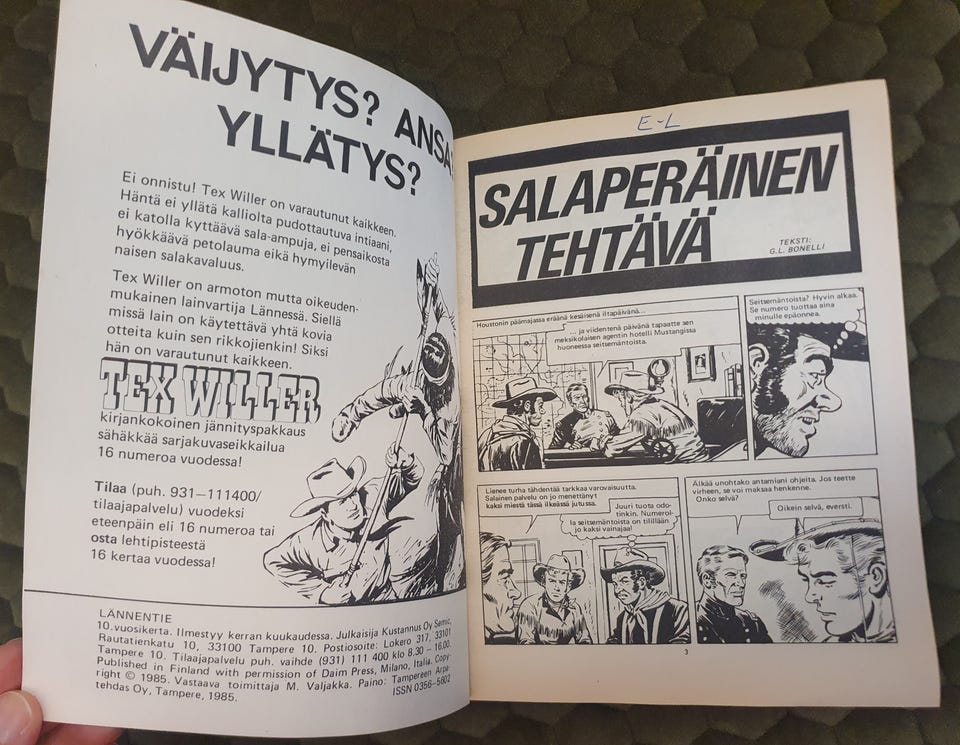 VÄIJYTYS? ANSA?
YLLÄTYS?
Ei onnistu! Tex Willer on varautunut kaikkeen.
Häntä ei yllätä kalliolta pudottautuva intiaani,
ei katolla kyttäävä sala-ampuja, ei pensaikosta
hyökkäävä petolauma eikä hymyilevän
naisen salakavaluus.
Tex Willer on armoton mutta oikeuden-
mukainen lainvartija Lännessä. Siellä
missä lain on käytettävä yhtä kovia
otteita kuin sen rikkojienkin! Siksi
hän on varautunut kaikkeen.
TEX WILLER
kirjankokoinen jännityspakkaus
sähäkkää sarjakuvaseikkailua
16 numeroa vuodessa!
Tilaa (puh. 931—111400/
tilaajapalvelu) vuodeksi
eteenpäin eli 16 numeroa tai
osta lehtipisteestä
16 kertaa vuodessa!
LÄNNENTIE
10.vuosikerta. Ilmestyy kerran kuukaudessa. Julkaisija Kustannus Oy Semic,
Rautatienkatu 10, 33100 Tampere 10. Postiosoite: Lokero 317, 33101
Tampere 10. Tilaajapalvelu puh. vaihde (931) 111 400 klo 8.30 – 16.00.
Published in Finland with permission of Daim Press, Milano, Italia. Copy-
right © 1985. Vastaava toimittaja M. Valjakka. Paino: Tampereen Arpa-
tehdas Oy, Tampere, 1985.
ISSN 0356-5602
E-L
SALAPERÄINEN
TEHTÄVÄ
TEKSTI:
G.L. BONELLI
Houstonin päämajassa eräänä kesäisenä iltapäivänä...
... ja viidentenä päivänä tapaatte sen
meksikolaisen agentin hotelli Mustangissa
huoneessa seitsemäntoista.
Seitsemäntoista? Hyvin alkaa.
Se numero tuottaa aina
minulle epäonnea.
Lienee turha tähdentää tarkkaa varovaisuutta.
Salainen palvelu on jo menettänyt
kaksi miestä tässä ilkeässä jutussa.
Juuri tuota odo-
tinkin. Numerol-
la seitsemäntoista on tilillään
jo kaksi vainajaa!
Älkää unohtako antamiani ohjeita. Jos teette
virheen, se voi maksaa henkenne.
Onko selvä?
Oikein selvä, eversti.
3